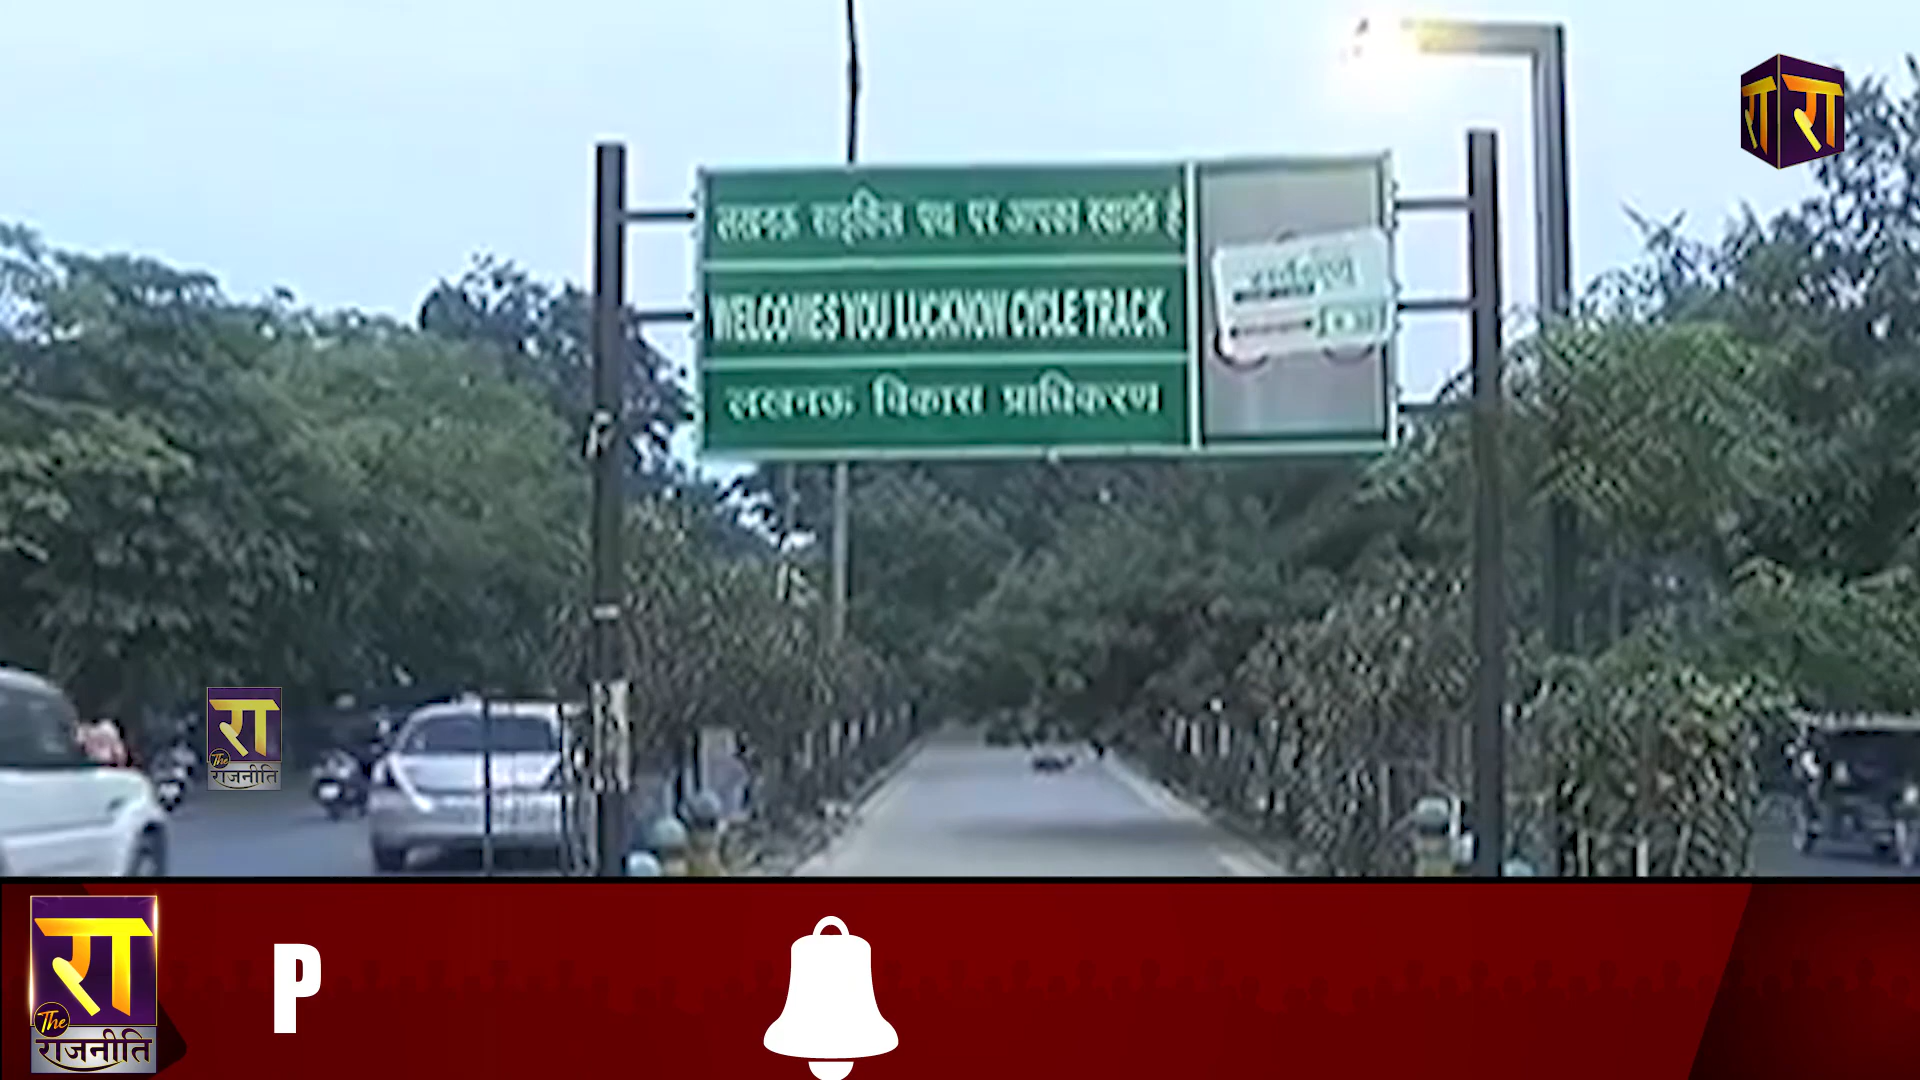 रा रा
लखनऊ साइकिल पथ पर आपका स्वागत है
WELCOMES YOU LUCKNOW CYCLE TRACK
लखनऊ विकास प्राधिकरण
रा
The
राजनीति
रा
The
राजनीति
P